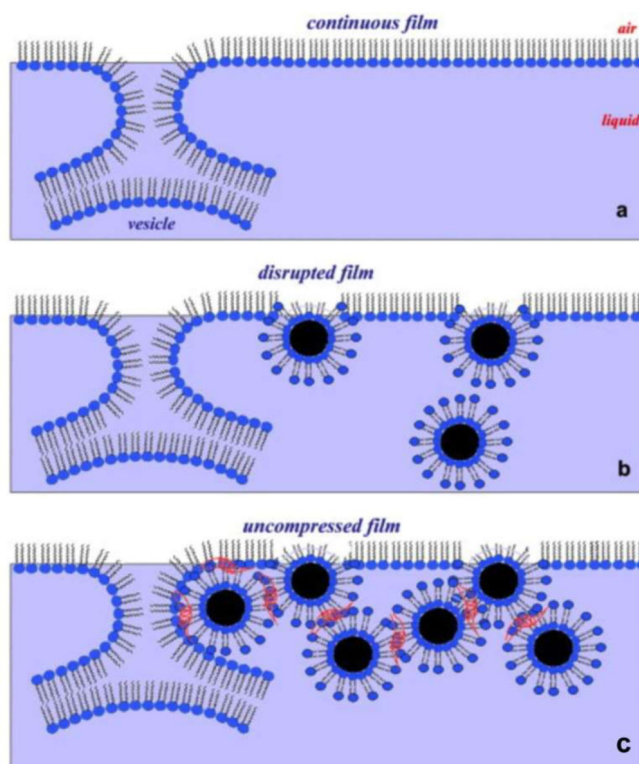 continuous film
air
liquid
vesicle
a
disrupted film
b
uncompressed film
c